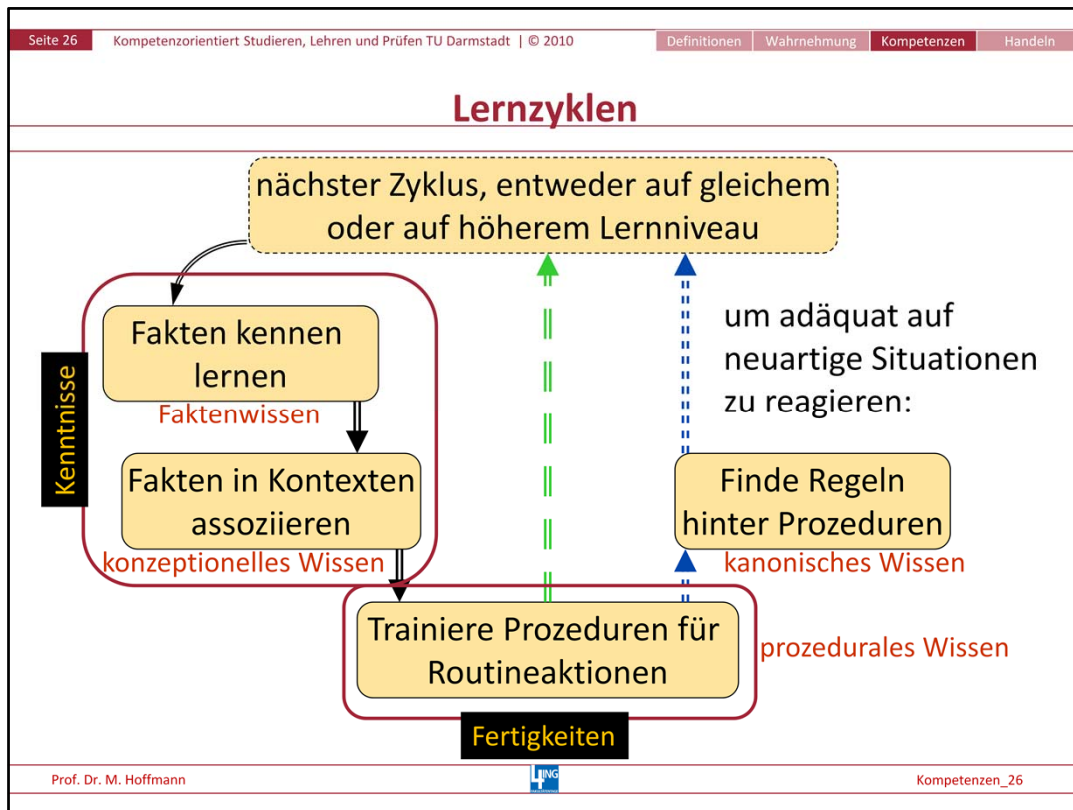 Seite 26 Kompetenzorientiert Studieren, Lehren und Prüfen TU Darmstadt | © 2010 Definitionen Wahrnehmung Kompetenzen Handeln
Lernzyklen
nächster Zyklus, entweder auf gleichem
oder auf höherem Lernniveau
Kenntnisse
Fakten kennen
lernen
Faktenwissen
Fakten in Kontexten
assoziieren
konzeptionelles Wissen
um adäquat auf
neuartige Situationen
zu reagieren:
Finde Regeln
hinter Prozeduren
kanonisches Wissen
Trainiere Prozeduren für
Routineaktionen
prozedurales Wissen
Fertigkeiten
Prof. Dr. M. Hoffmann
4ING
Kompetenzen_26